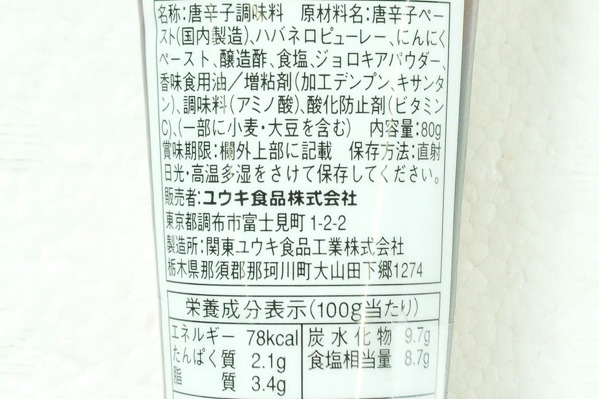 名称:唐辛子調味料　原材料名:唐辛子ペー
スト(国内製造)、ハバネロピューレー、にんにく
ペースト、醸造酢、食塩、ジョロキアパウダー、
香味食用油／増粘剤(加工デンプン、キサンタ
ン)、調味料(アミノ酸)、酸化防止剤(ビタミン
C)、(一部に小麦・大豆を含む)　内容量:80g
賞味期限:欄外上部に記載　保存方法:直射
日光・高温多湿をさけて保存してください。
販売者:ユウキ食品株式会社
東京都調布市富士見町1-2-2
製造所:関東ユウキ食品工業株式会社
栃木県那須郡那珂川町大山田下郷1274
栄養成分表示(100g当たり)
エネルギー 78kcal 炭水化物 9.7g
たんぱく質 2.1g 食塩相当量 8.7g
脂質 3.4g